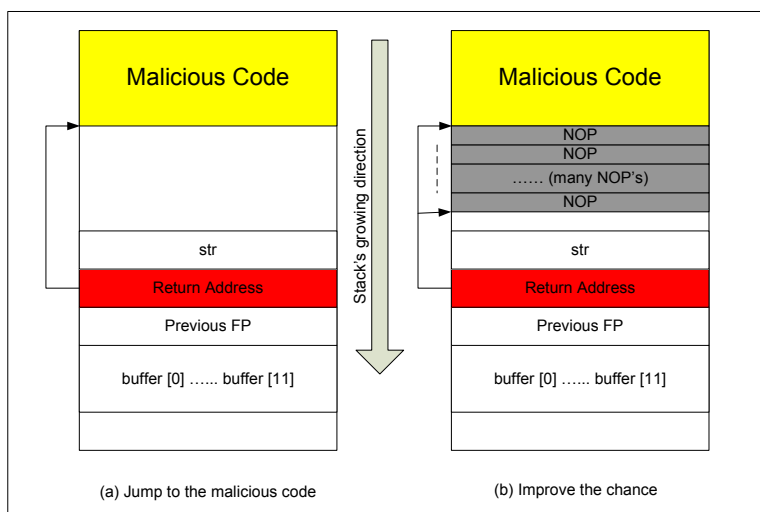 Malicious Code
str
Return Address
Previous FP
buffer [0] …... buffer [11]
(a) Jump to the malicious code
Stack's growing direction
Malicious Code
NOP
NOP
…... (many NOP's)
NOP
str
Return Address
Previous FP
buffer [0] …... buffer [11]
(b) Improve the chance